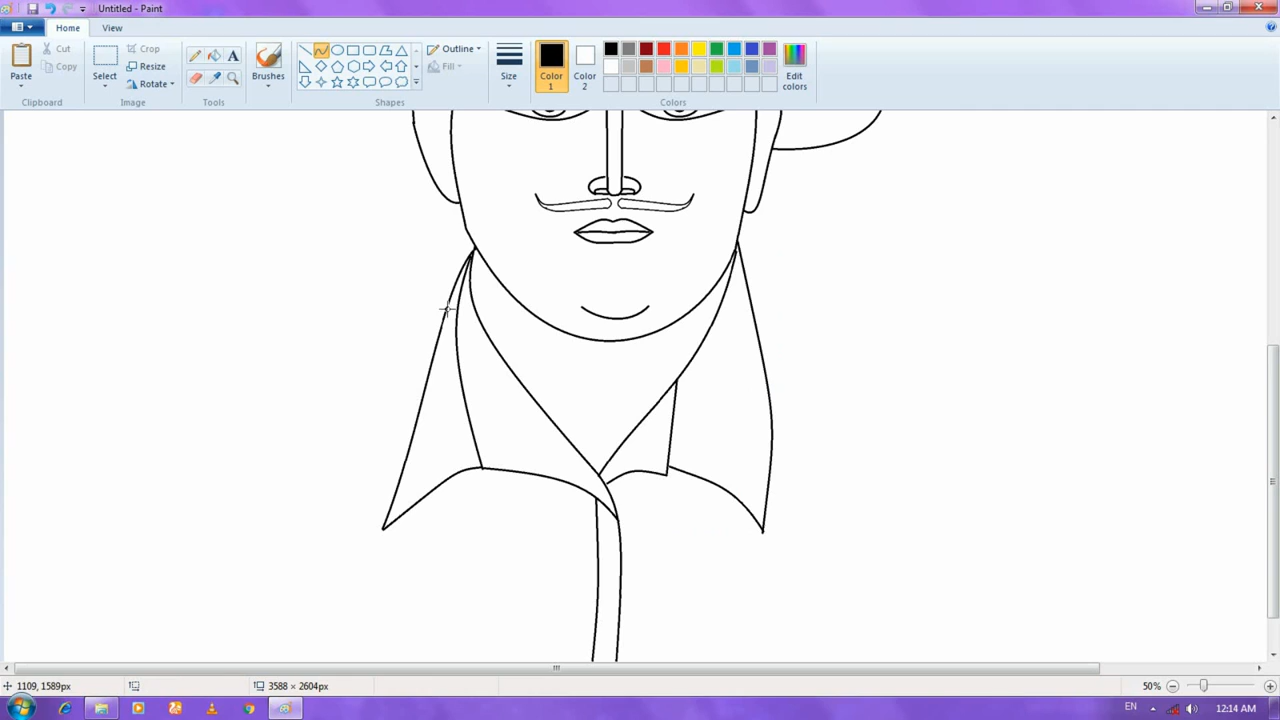 Untitled - Paint
Home View
Paste
Cut
Copy
Clipboard
Select
Crop
Resize
Rotate
Image
Tools
Brushes
Shapes
Outline
Fill
Size
Color 1
Color 2
Edit colors
Colors
1109, 1589px
3588 × 2604px
50%
EN
12:14 AM